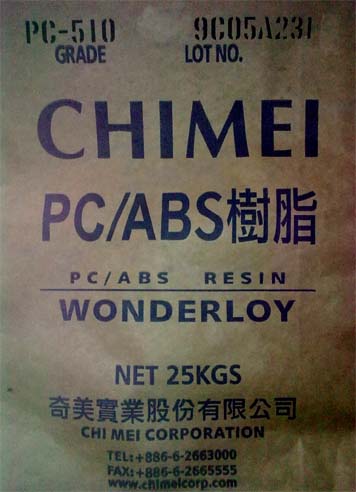 PC-510 9C05A231
GRADE LOT NO.
CHIMEI
PC/ABS樹脂
PC/ABS RESIN
WONDERLOY
NET 25KGS
奇美實業股份有限公司
CHI MEI CORPORATION
TEL:+886-6-2663000
FAX:+886-6-2665555
www.chimeicorp.com